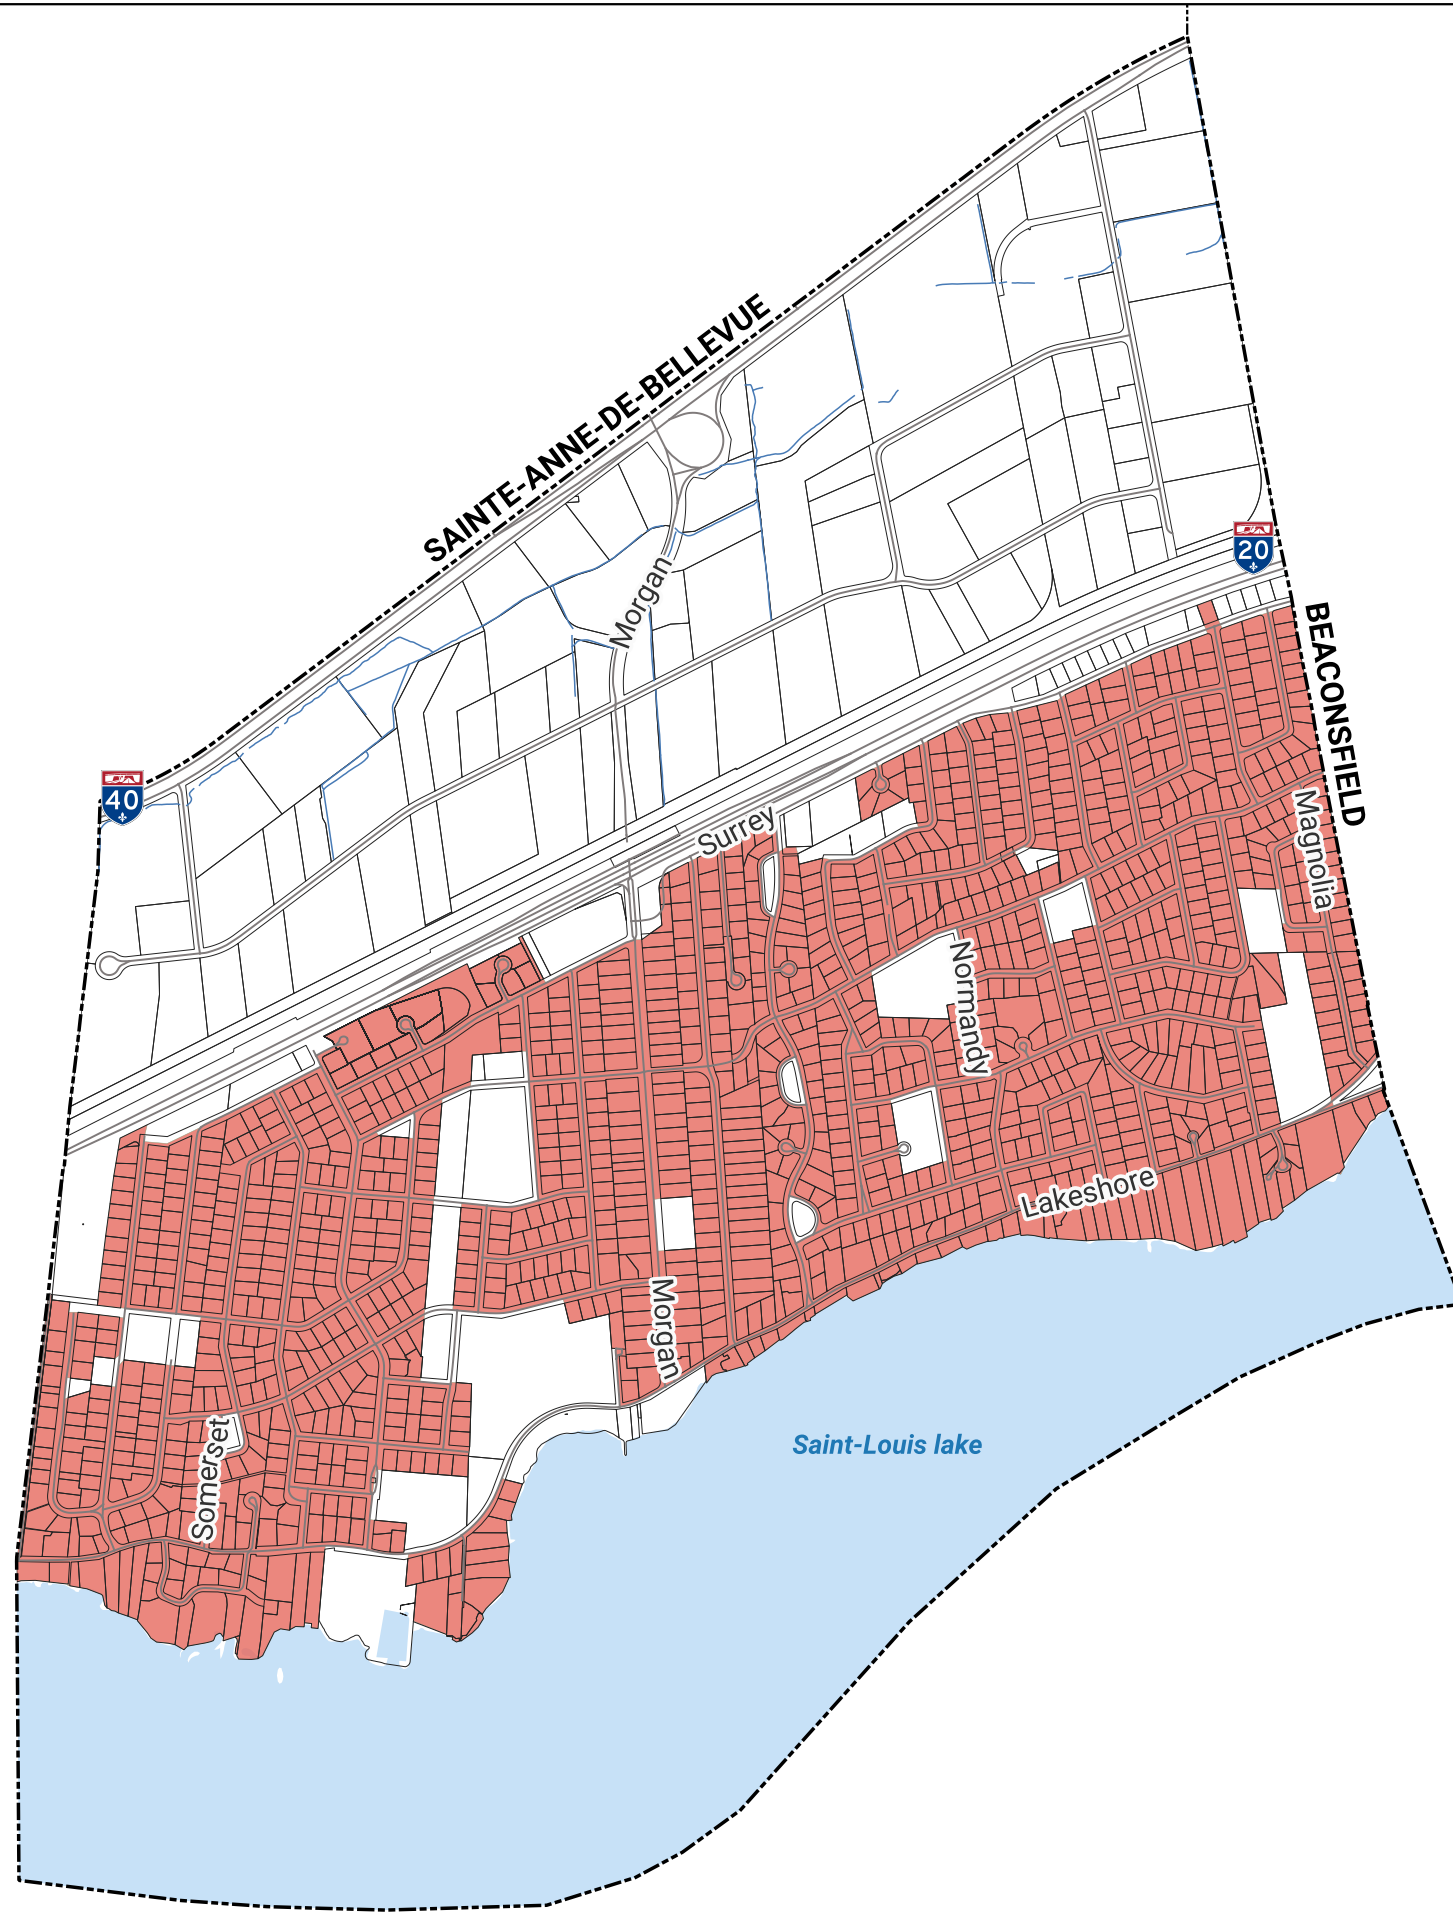 SAINTE-ANNE-DE-BELLEVUE
20
Morgan
BEACONSFIELD
40
Surrey
Magnolia
Normandy
Lakeshore
Morgan
Somerset
Saint-Louis lake